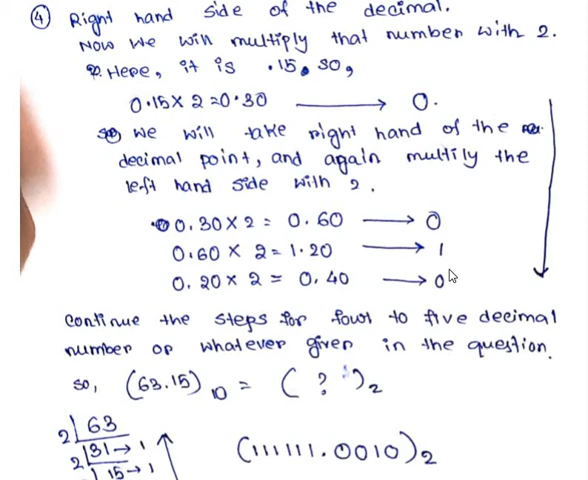 ④ Right hand side of the decimal.
Now we will multiply that number with 2.
Here, it is .15, so,
0.15 x 2 = 0.30 → 0.
we will take right hand of the
decimal point, and again multily the
left hand side with 2.
0.30 x 2 = 0.60 → 0
0.60 x 2 = 1.20 → 1
0.20 x 2 = 0.40 → 0
Continue the steps for four to five decimal
number or whatever given in the question.
so, (63.15)₁₀ = ( ? )₂
2|63
2|31 → 1
15 → 1
(111111.0010)₂